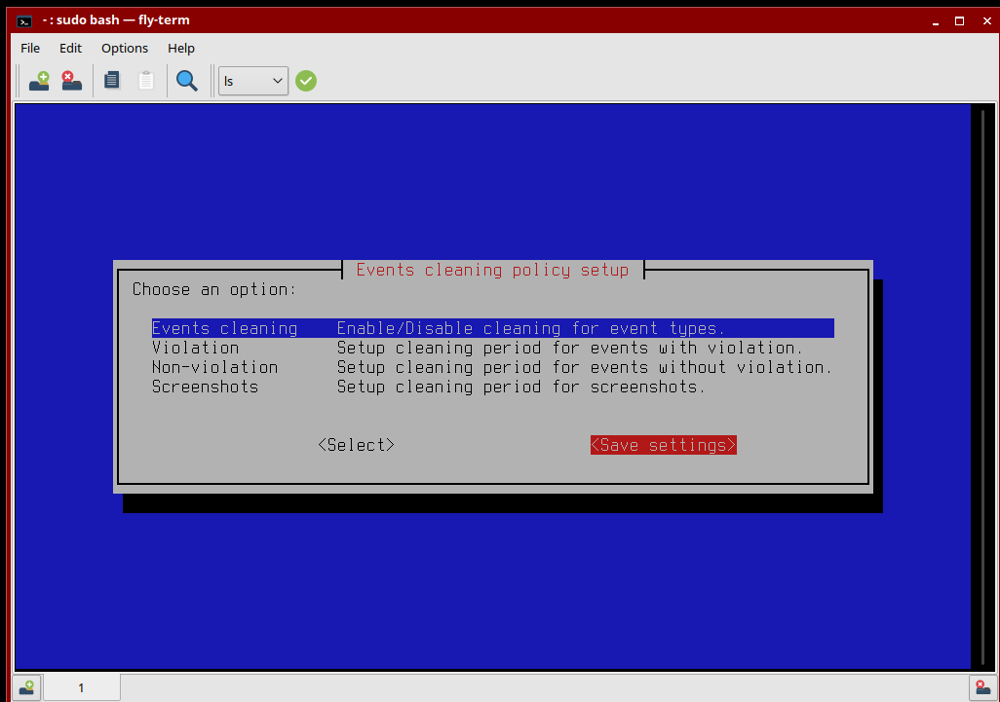 - : sudo bash — fly-term
File Edit Options Help
ls
Events cleaning policy setup
Choose an option:
Events cleaning Enable/Disable cleaning for event types.
Violation Setup cleaning period for events with violation.
Non-violation Setup cleaning period for events without violation.
Screenshots Setup cleaning period for screenshots.
<Select> <Save settings>
1